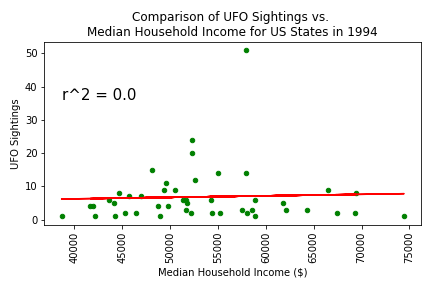 Comparison of UFO Sightings vs.
Median Household Income for US States in 1994
50
40
30
20
10
0
UFO Sightings
r^2 = 0.0
40000
45000
50000
55000
60000
65000
70000
75000
Median Household Income ($)